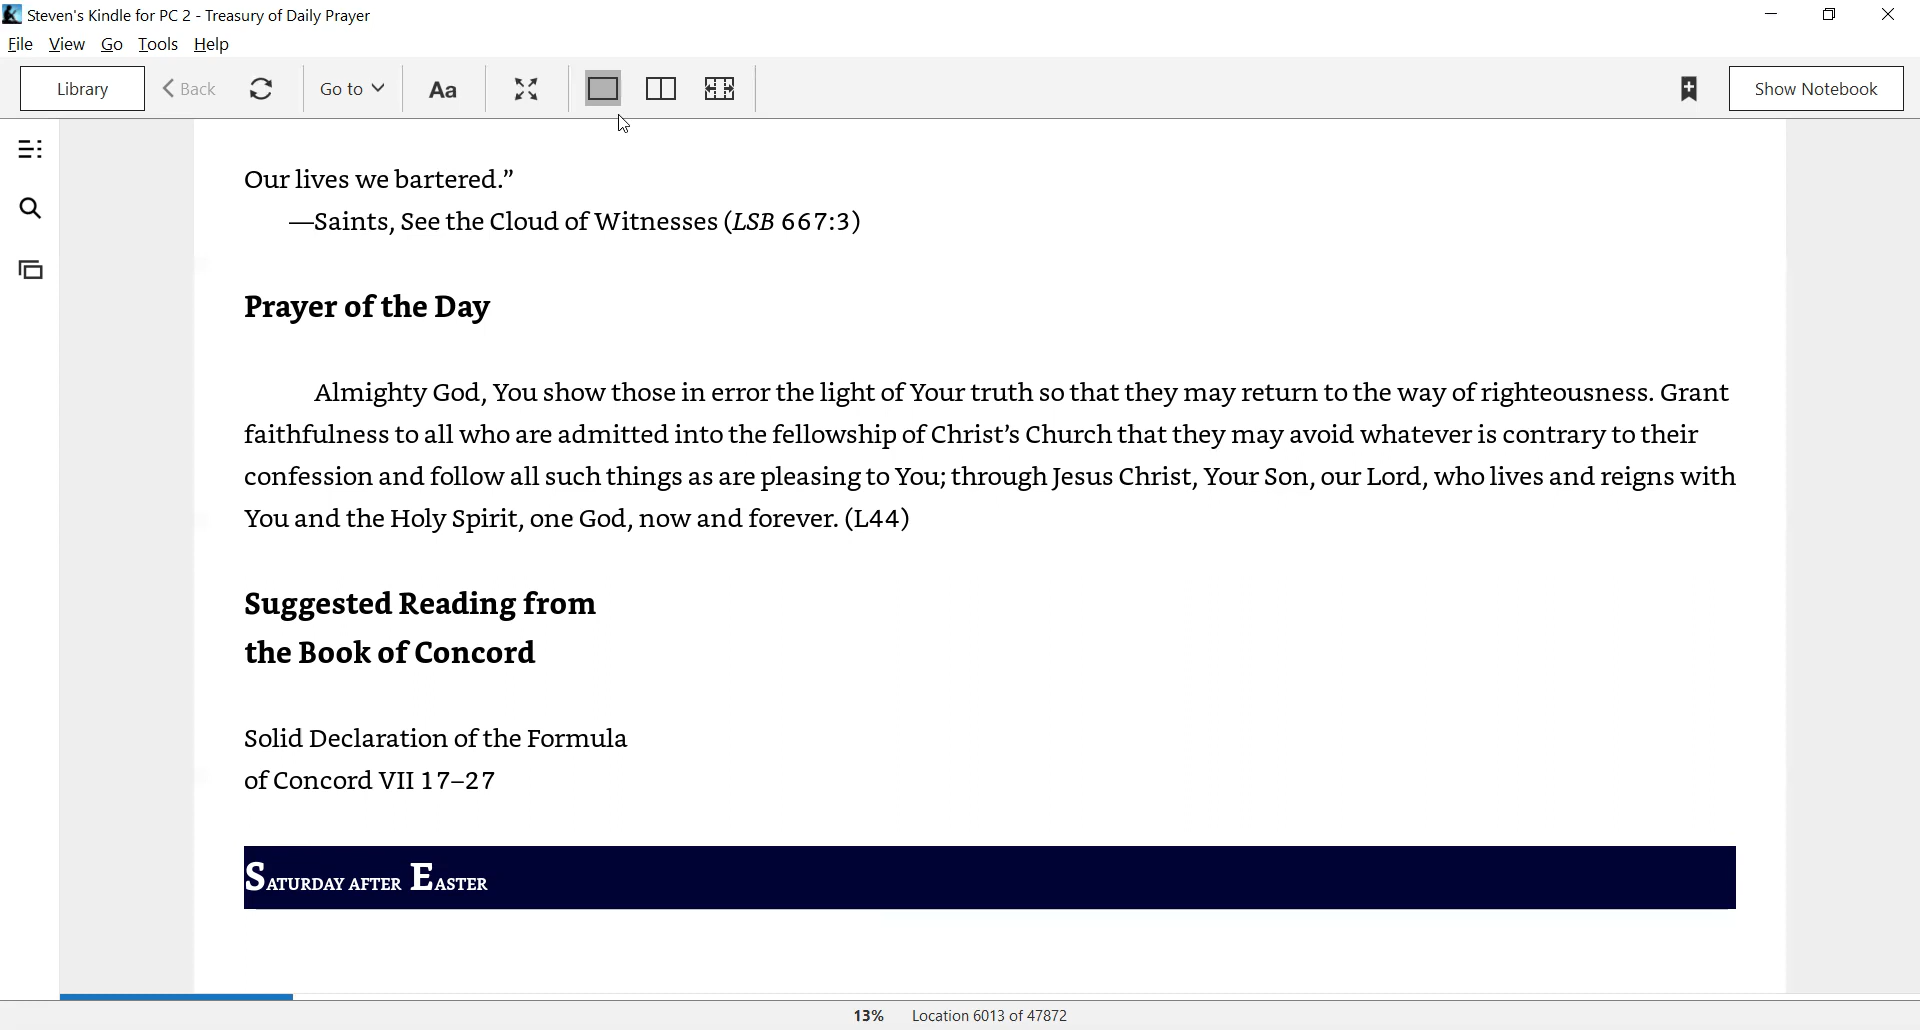 Steven's Kindle for PC 2 - Treasury of Daily Prayer
File View Go Tools Help
Library Back Go to Aa Show Notebook
Our lives we bartered.”
—Saints, See the Cloud of Witnesses (LSB 667:3)
Prayer of the Day
Almighty God, You show those in error the light of Your truth so that they may return to the way of righteousness. Grant
faithfulness to all who are admitted into the fellowship of Christ’s Church that they may avoid whatever is contrary to their
confession and follow all such things as are pleasing to You; through Jesus Christ, Your Son, our Lord, who lives and reigns with
You and the Holy Spirit, one God, now and forever. (L44)
Suggested Reading from
the Book of Concord
Solid Declaration of the Formula
of Concord VII 17–27
Saturday after Easter
13% Location 6013 of 47872